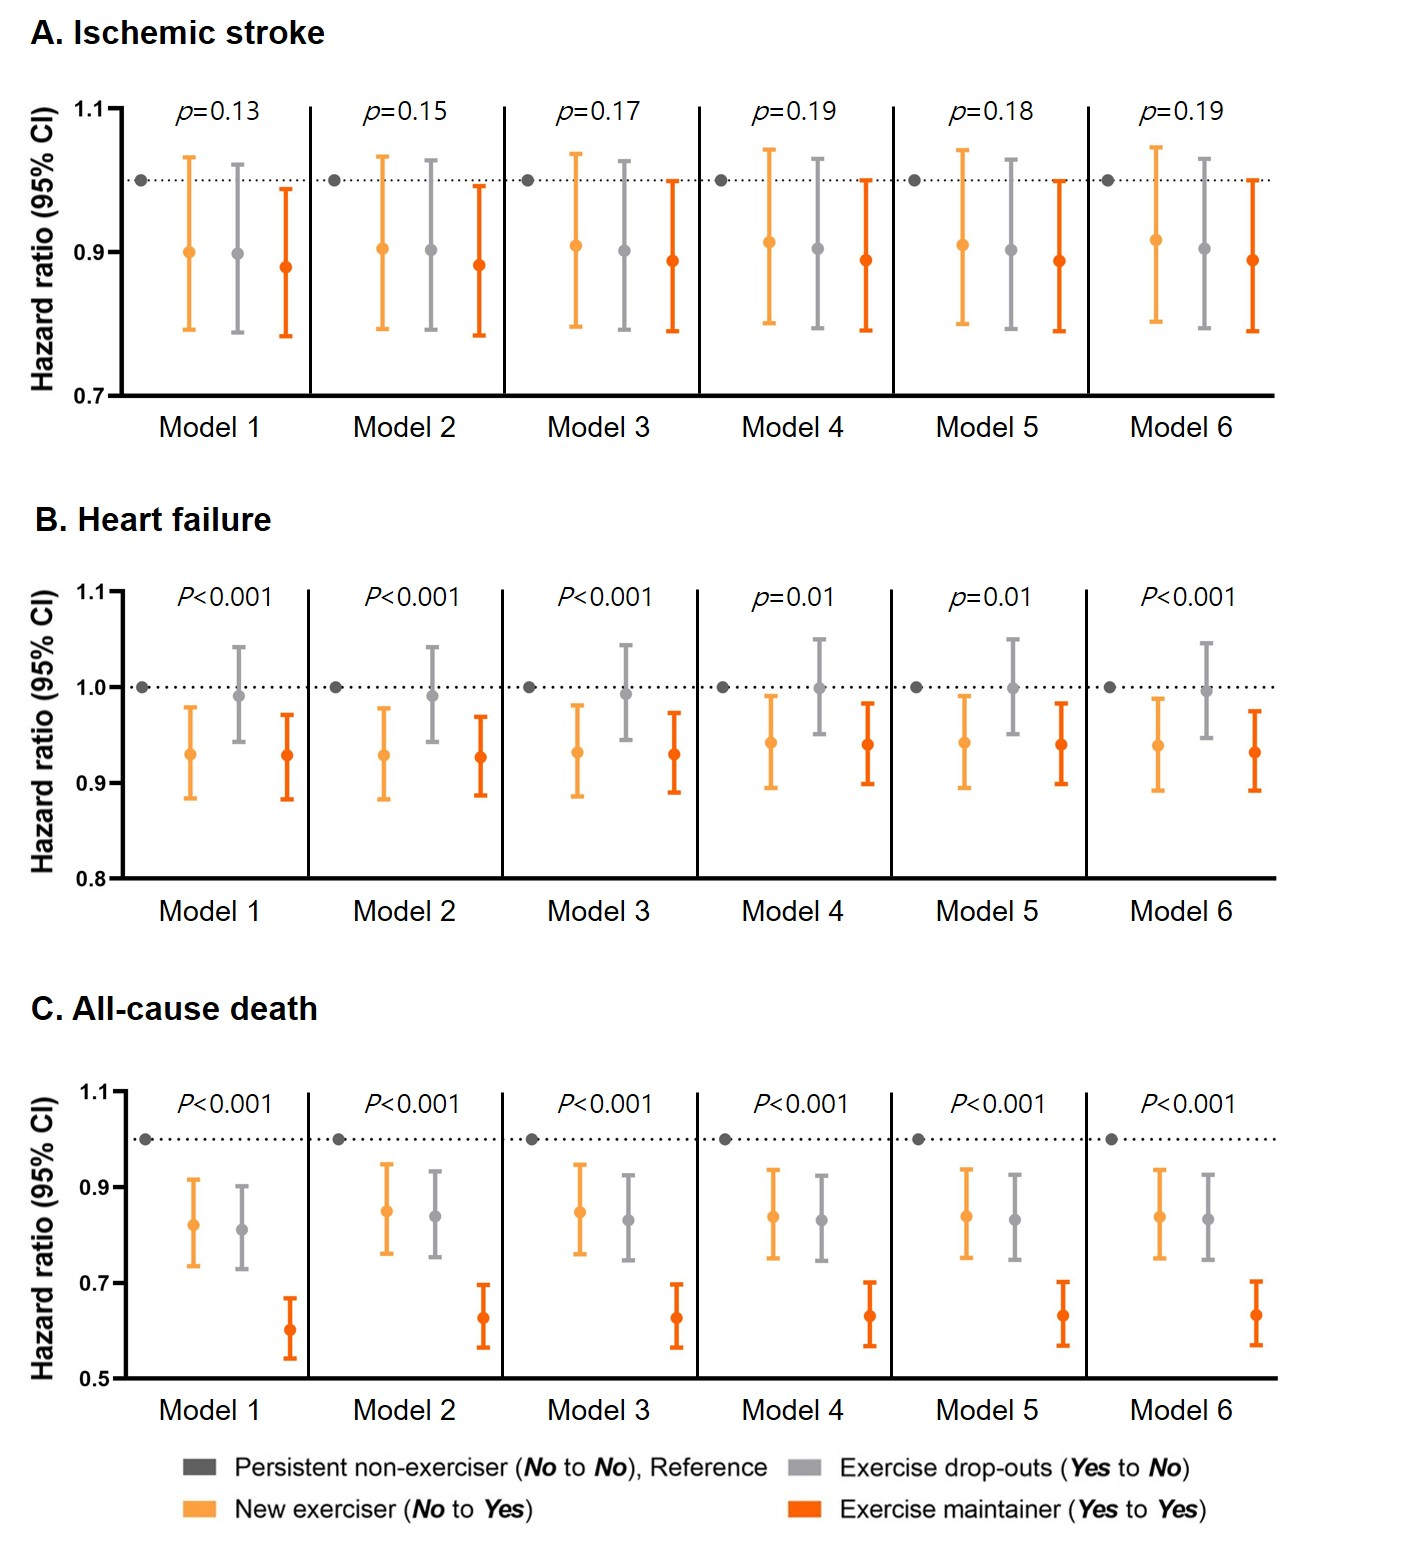 A. Ischemic stroke
Hazard ratio (95% CI)
1.1
0.9
0.7
p=0.13 p=0.15 p=0.17 p=0.19 p=0.18 p=0.19
Model 1 Model 2 Model 3 Model 4 Model 5 Model 6
B. Heart failure
Hazard ratio (95% CI)
1.1
1.0
0.9
0.8
P<0.001 P<0.001 P<0.001 p=0.01 p=0.01 P<0.001
Model 1 Model 2 Model 3 Model 4 Model 5 Model 6
C. All-cause death
Hazard ratio (95% CI)
1.1
0.9
0.7
0.5
P<0.001 P<0.001 P<0.001 P<0.001 P<0.001 P<0.001
Model 1 Model 2 Model 3 Model 4 Model 5 Model 6
Persistent non-exerciser (No to No), Reference Exercise drop-outs (Yes to No)
New exerciser (No to Yes) Exercise maintainer (Yes to Yes)